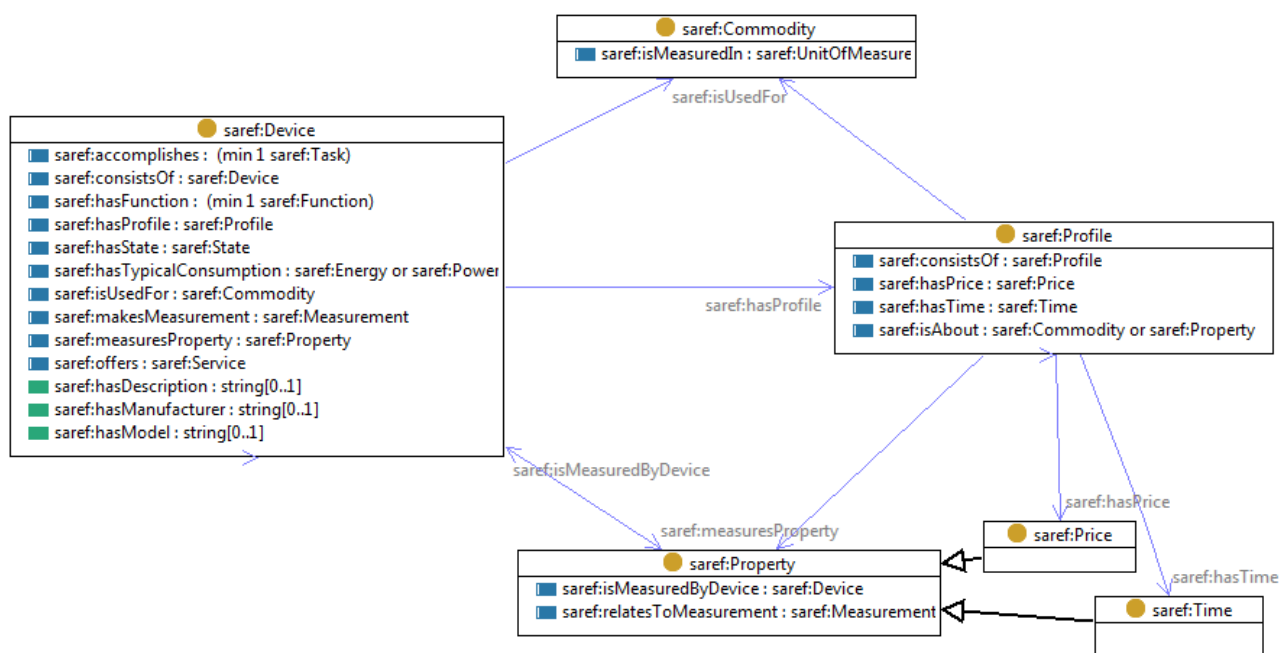 saref:Commodity
saref:isMeasuredIn : saref:UnitOfMeasure
saref:isUsedFor
saref:Device
saref:accomplishes : (min 1 saref:Task)
saref:consistsOf : saref:Device
saref:hasFunction : (min 1 saref:Function)
saref:hasProfile : saref:Profile
saref:hasState : saref:State
saref:hasTypicalConsumption : saref:Energy or saref:Power
saref:isUsedFor : saref:Commodity
saref:makesMeasurement : saref:Measurement
saref:measuresProperty : saref:Property
saref:offers : saref:Service
saref:hasDescription : string[0..1]
saref:hasManufacturer : string[0..1]
saref:hasModel : string[0..1]
saref:Profile
saref:consistsOf : saref:Profile
saref:hasPrice : saref:Price
saref:hasTime : saref:Time
saref:isAbout : saref:Commodity or saref:Property
saref:hasProfile
saref:isMeasuredByDevice
saref:measuresProperty
saref:hasPrice
saref:Price
saref:Property
saref:isMeasuredByDevice : saref:Device
saref:relatesToMeasurement : saref:Measurement
saref:hasTime
saref:Time